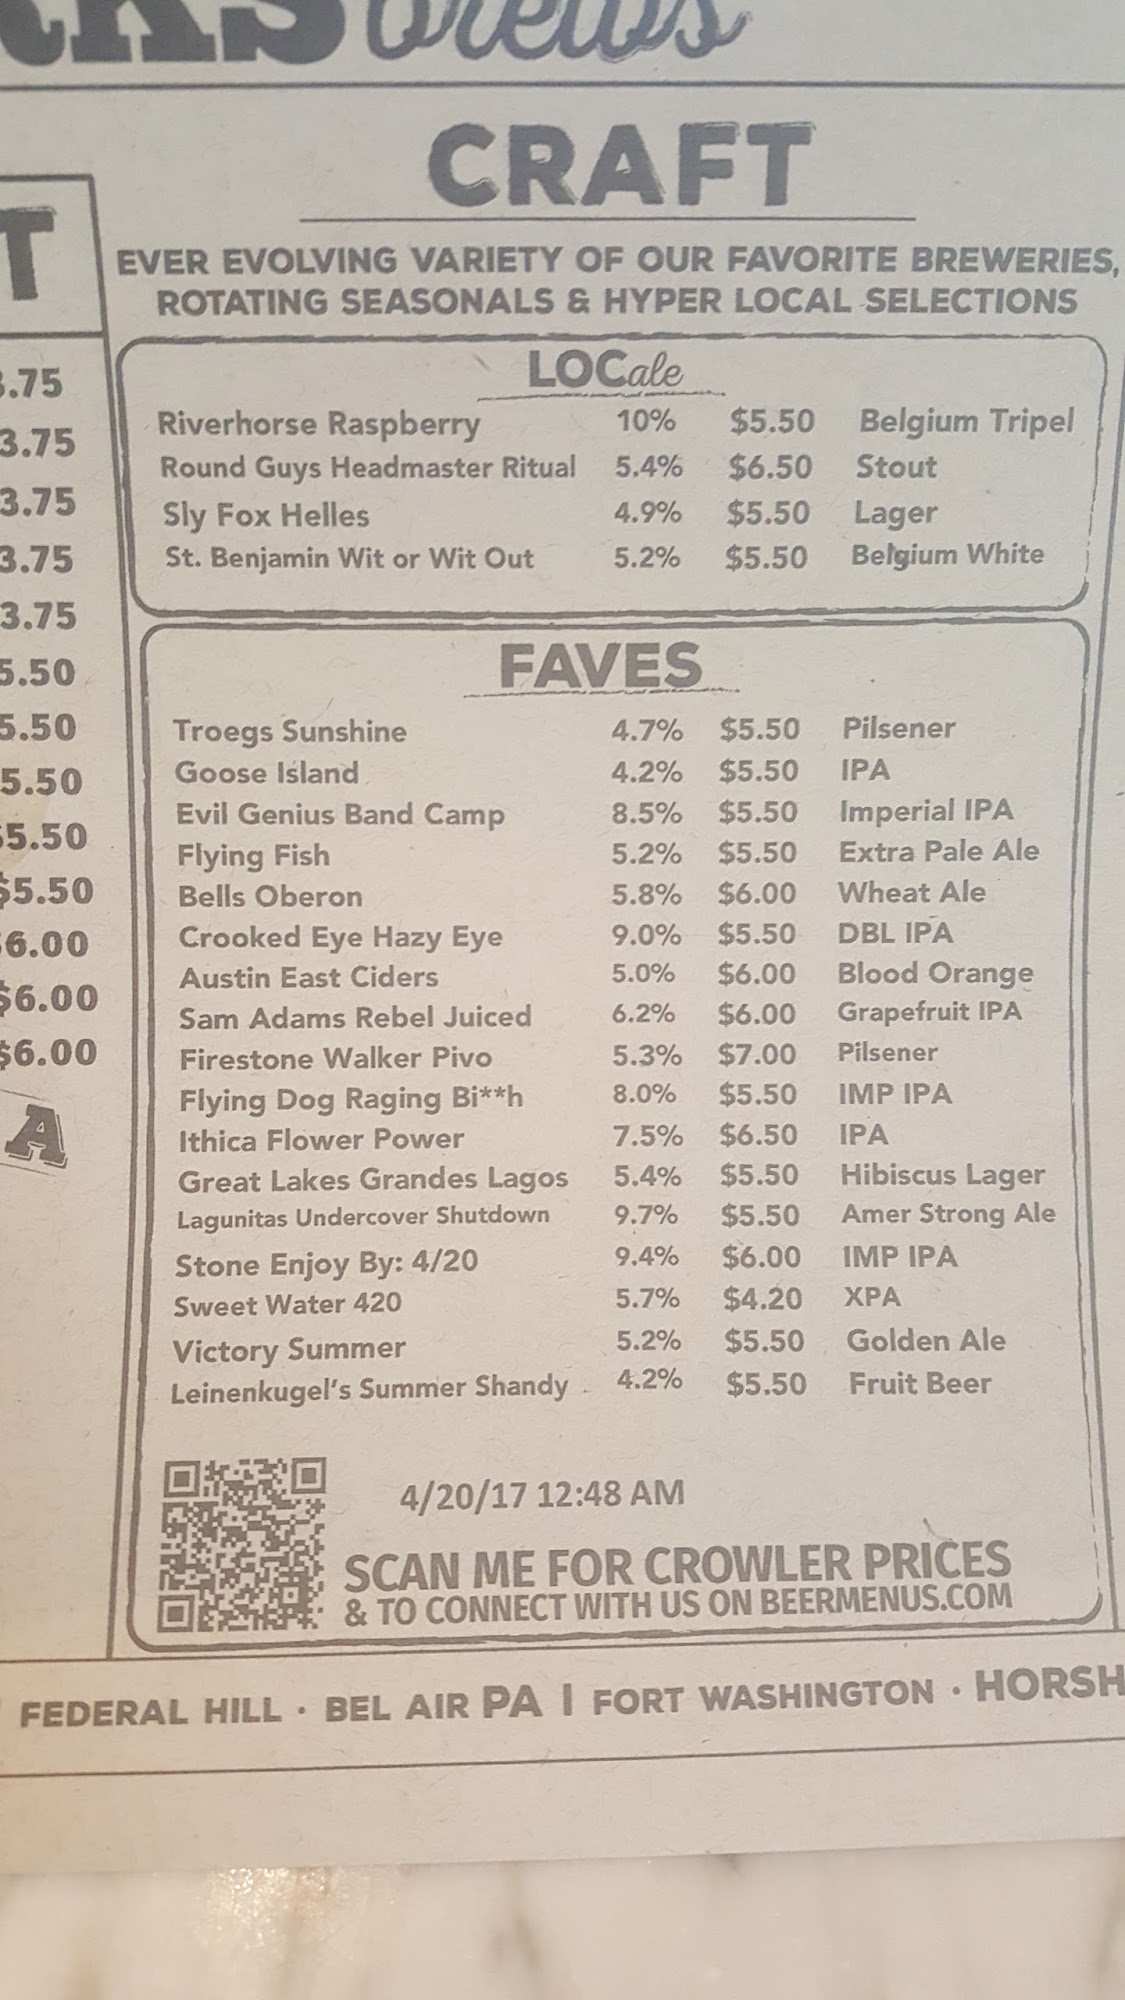 brews
CRAFT
EVER EVOLVING VARIETY OF OUR FAVORITE BREWERIES,
ROTATING SEASONALS & HYPER LOCAL SELECTIONS
LOCale
Riverhorse Raspberry 10% $5.50 Belgium Tripel
Round Guys Headmaster Ritual 5.4% $6.50 Stout
Sly Fox Helles 4.9% $5.50 Lager
St. Benjamin Wit or Wit Out 5.2% $5.50 Belgium White
FAVES
Troegs Sunshine 4.7% $5.50 Pilsener
Goose Island 4.2% $5.50 IPA
Evil Genius Band Camp 8.5% $5.50 Imperial IPA
Flying Fish 5.2% $5.50 Extra Pale Ale
Bells Oberon 5.8% $6.00 Wheat Ale
Crooked Eye Hazy Eye 9.0% $5.50 DBL IPA
Austin East Ciders 5.0% $6.00 Blood Orange
Sam Adams Rebel Juiced 6.2% $6.00 Grapefruit IPA
Firestone Walker Pivo 5.3% $7.00 Pilsener
Flying Dog Raging Bi**h 8.0% $5.50 IMP IPA
Ithica Flower Power 7.5% $6.50 IPA
Great Lakes Grandes Lagos 5.4% $5.50 Hibiscus Lager
Lagunitas Undercover Shutdown 9.7% $5.50 Amer Strong Ale
Stone Enjoy By: 4/20 9.4% $6.00 IMP IPA
Sweet Water 420 5.7% $4.20 XPA
Victory Summer 5.2% $5.50 Golden Ale
Leinenkugel's Summer Shandy 4.2% $5.50 Fruit Beer
4/20/17 12:48 AM
SCAN ME FOR CROWLER PRICES
& TO CONNECT WITH US ON BEERMENUS.COM
T
.75
3.75
3.75
3.75
3.75
5.50
5.50
5.50
$5.50
$5.50
6.00
$6.00
$6.00
A
FEDERAL HILL · BEL AIR PA | FORT WASHINGTON · HORSH